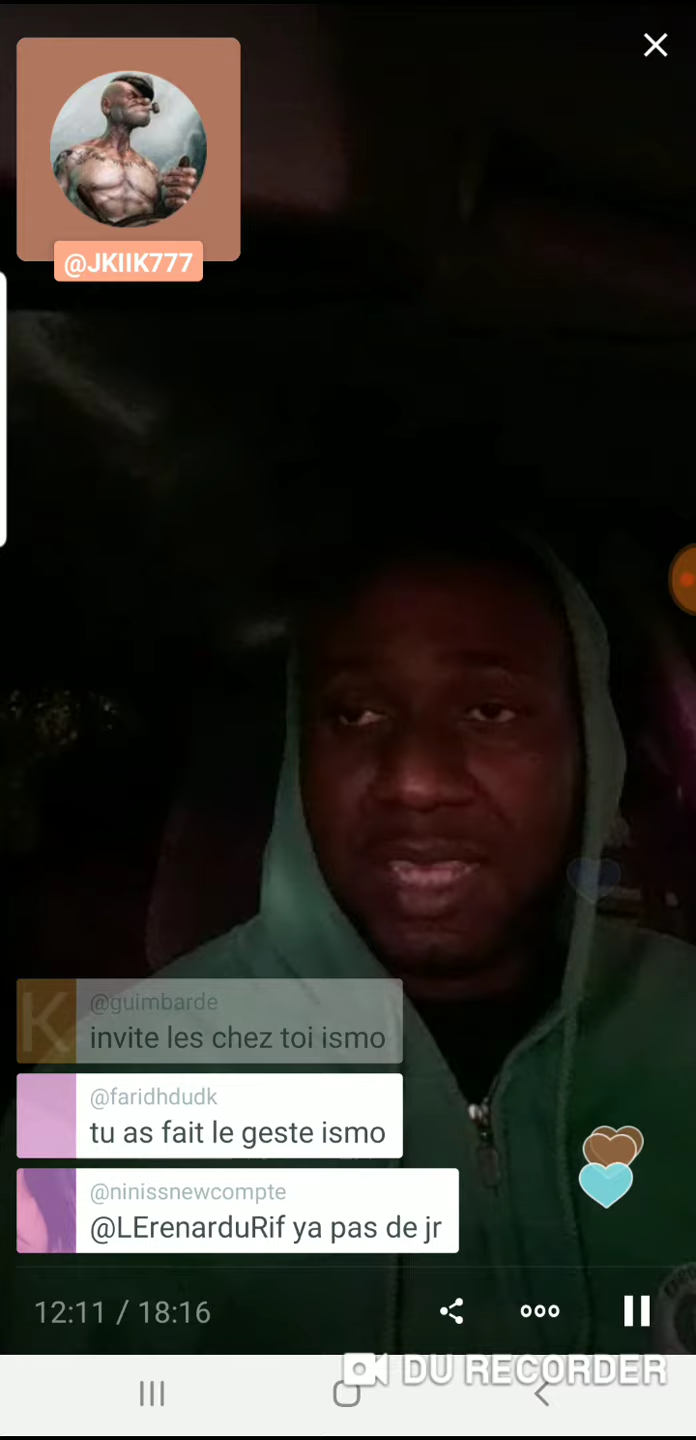 @JKIIK777
@guimbarde
invite les chez toi ismo
@faridhdudk
tu as fait le geste ismo
@ninissnewcompte
@LErenarduRif ya pas de jr
12:11 / 18:16
DU RECORDER